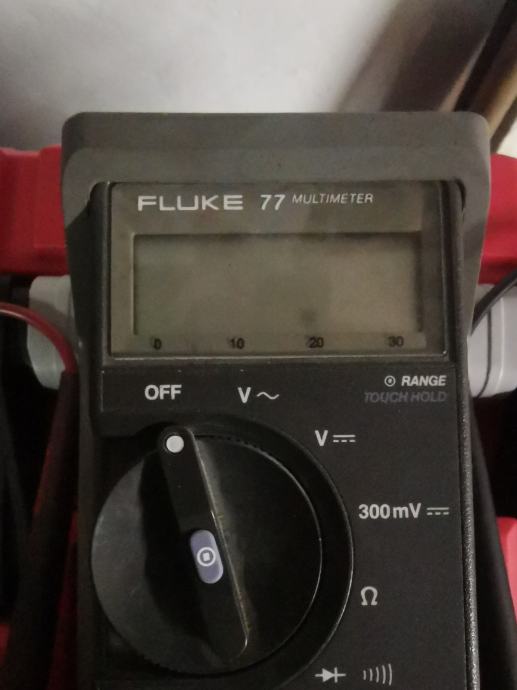 FLUKE 77 MULTIMETER
0 10 20 30
RANGE
TOUCH HOLD
OFF V~
V⎓
300mV⎓
Ω